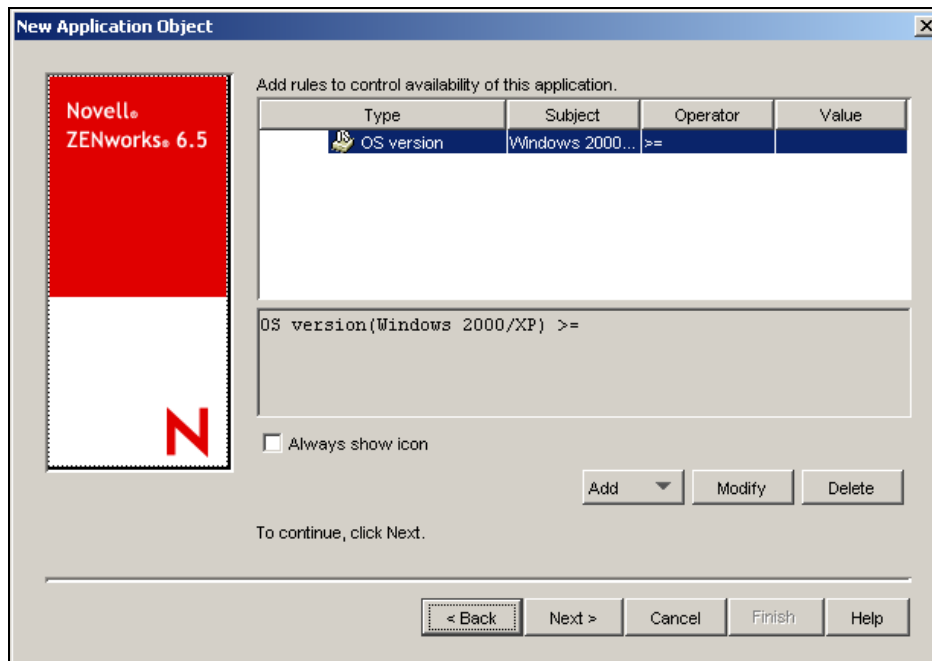 New Application Object
Novell®
ZENworks® 6.5
Add rules to control availability of this application.
Type Subject Operator Value
OS version Windows 2000... >=
OS version(Windows 2000/XP) >=
Always show icon
Add Modify Delete
To continue, click Next.
< Back Next > Cancel Finish Help
N